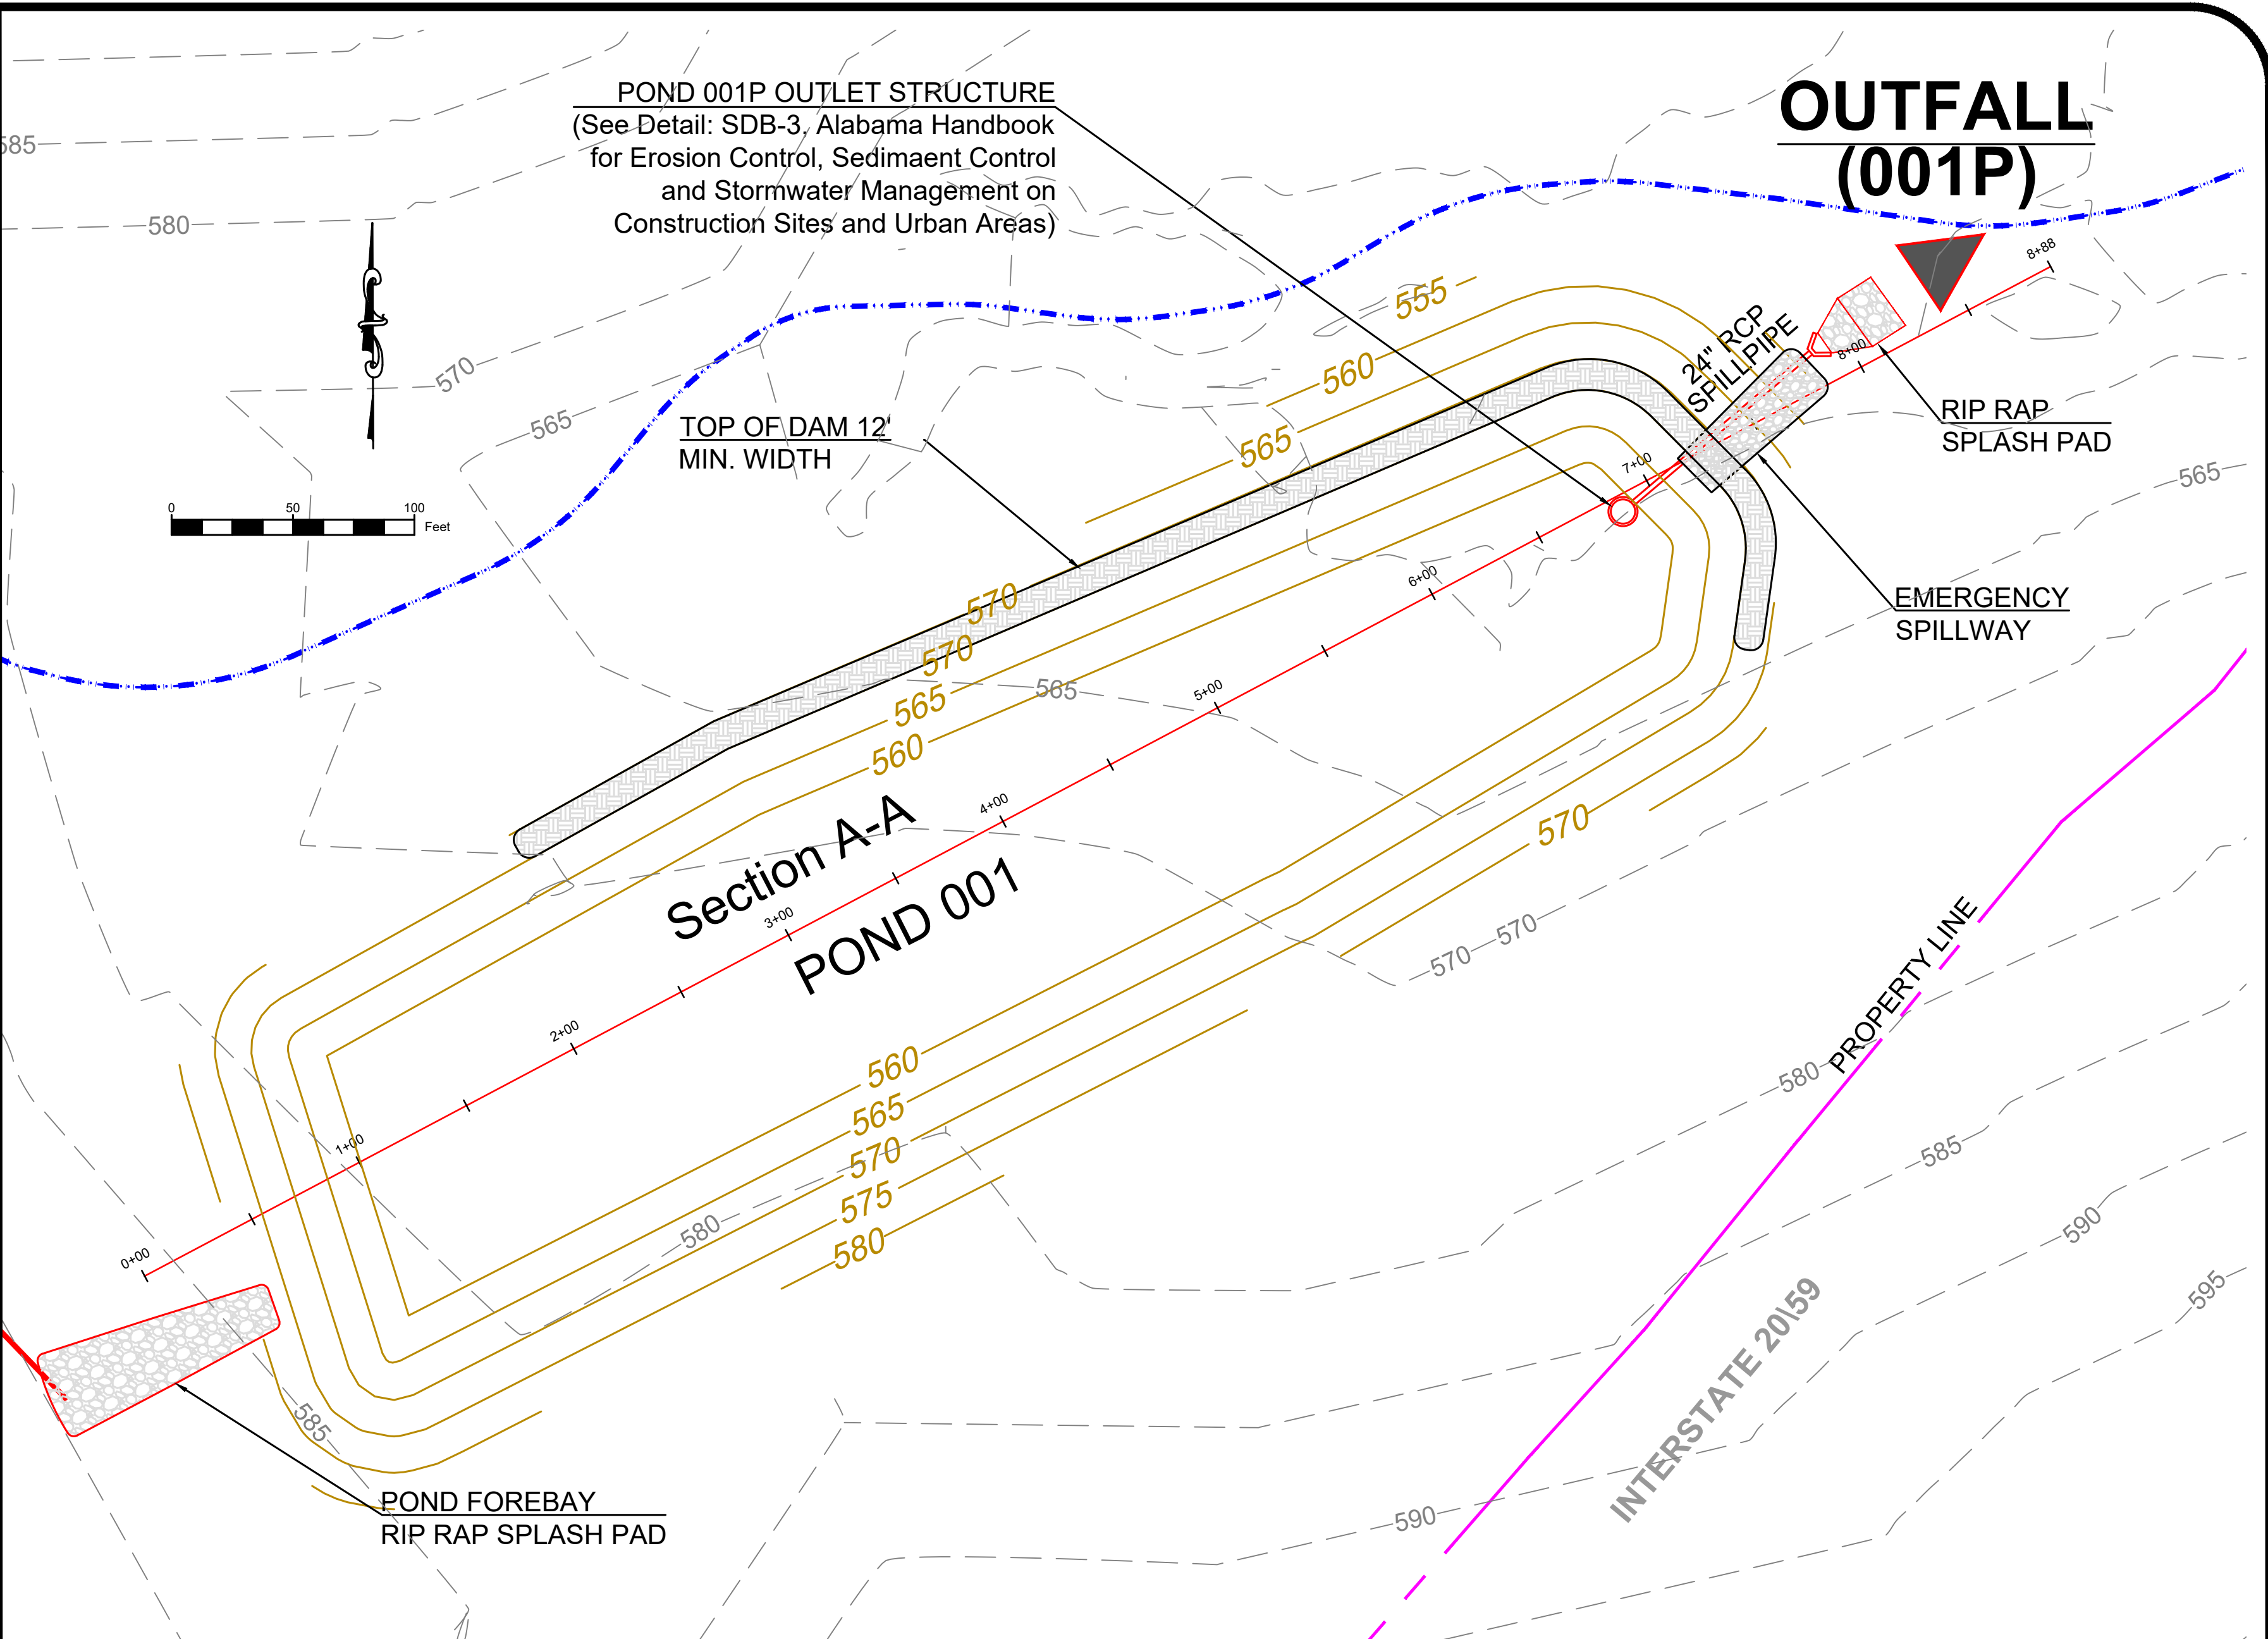 POND 001P OUTLET STRUCTURE
(See Detail: SDB-3. Alabama Handbook
for Erosion Control, Sedimaent Control
and Stormwater Management on
Construction Sites and Urban Areas)
OUTFALL
(001P)
585
580
570
565
TOP OF DAM 12'
MIN. WIDTH
0
50
100
Feet
555
560
565
570
570
565
560
24" RCP
SPILLPIPE
8+88
8+00
7+00
6+00
5+00
4+00
3+00
2+00
1+00
0+00
RIP RAP
SPLASH PAD
565
EMERGENCY
SPILLWAY
565
Section A-A
POND 001
570
570
570
PROPERTY LINE
560
565
570
575
580
580
580
585
590
595
INTERSTATE 20\59
590
585
POND FOREBAY
RIP RAP SPLASH PAD